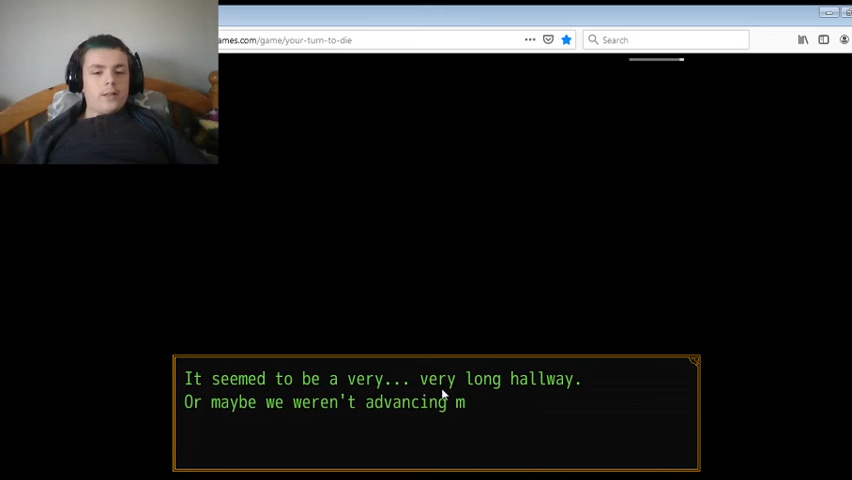 ames.com/game/your-turn-to-die
Search
It seemed to be a very... very long hallway.
Or maybe we weren't advancing m